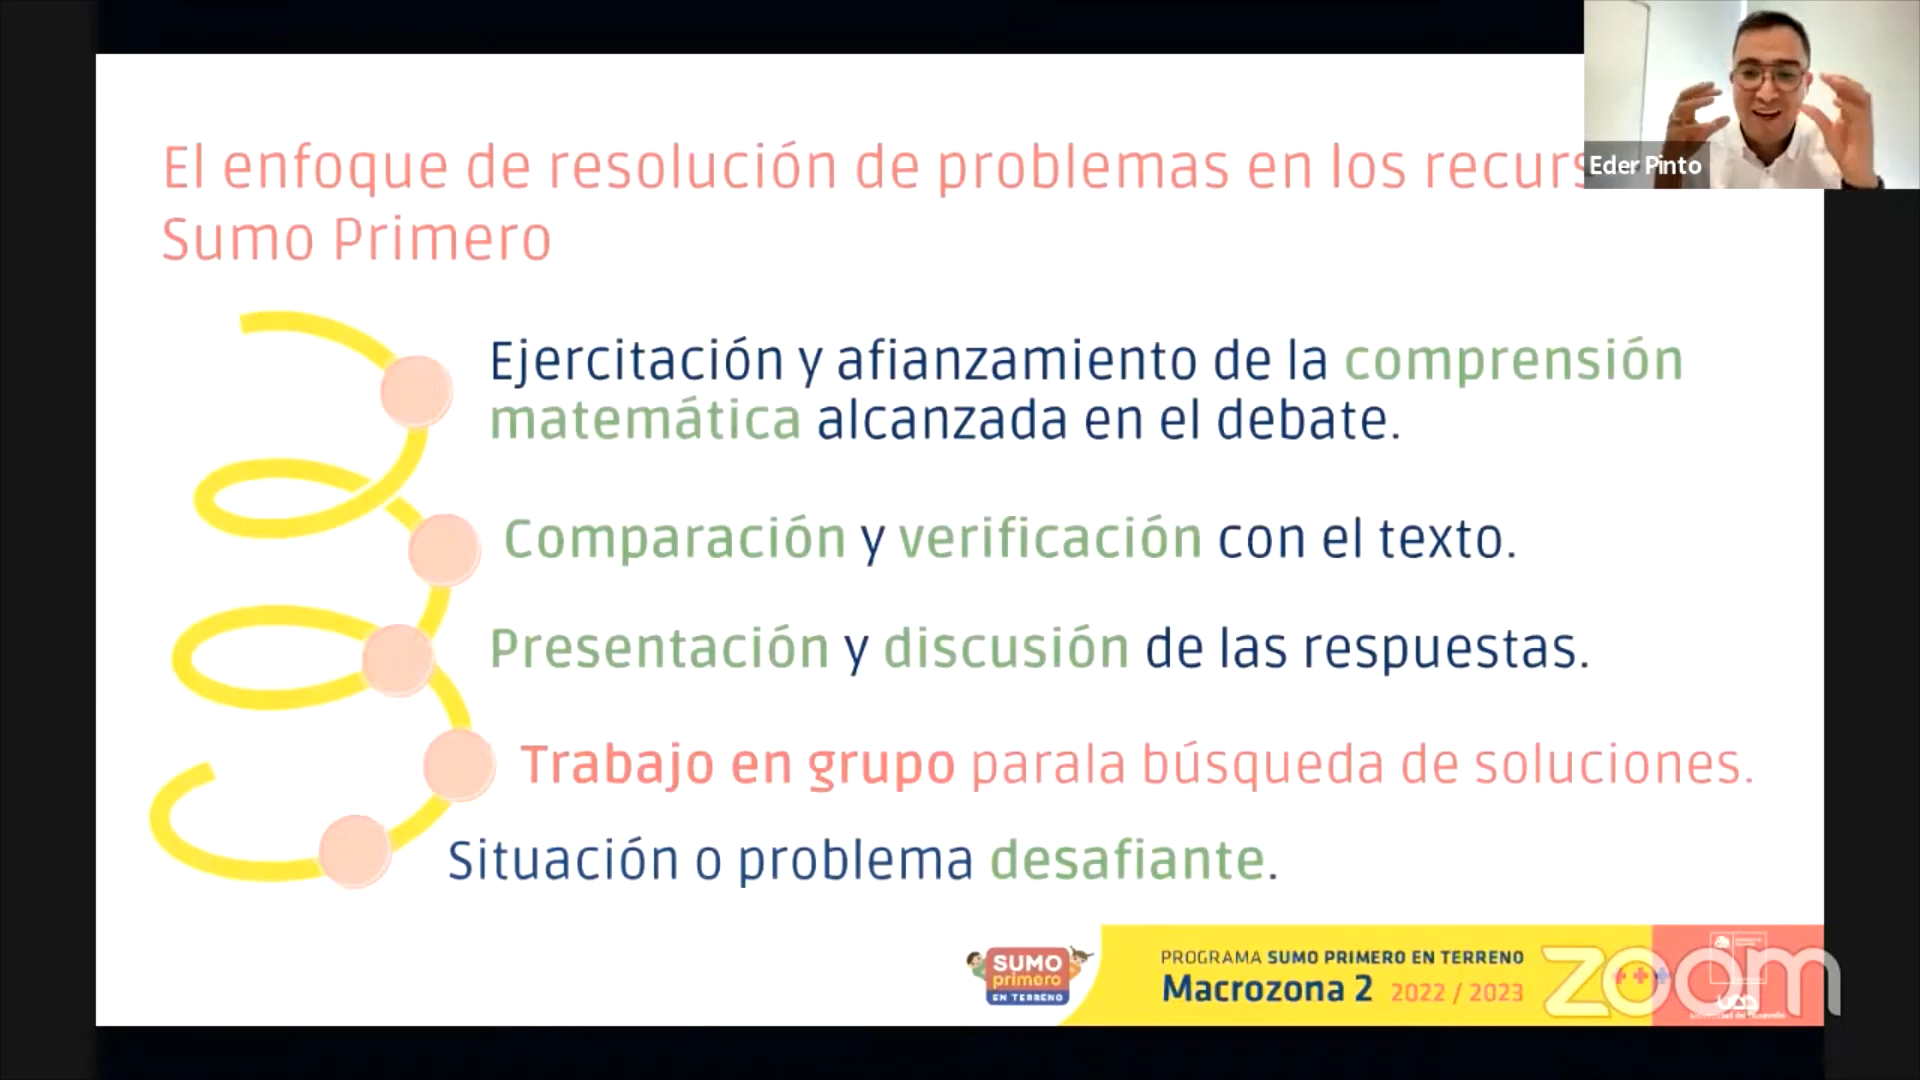 El enfoque de resolución de problemas en los recurs
Sumo Primero
Eder Pinto
Ejercitación y afianzamiento de la comprensión
matemática alcanzada en el debate.
Comparación y verificación con el texto.
Presentación y discusión de las respuestas.
Trabajo en grupo parala búsqueda de soluciones.
Situación o problema desafiante.
SUMO
primero
EN TERRENO
PROGRAMA SUMO PRIMERO EN TERRENO
Macrozona 2 2022 / 2023
zoom